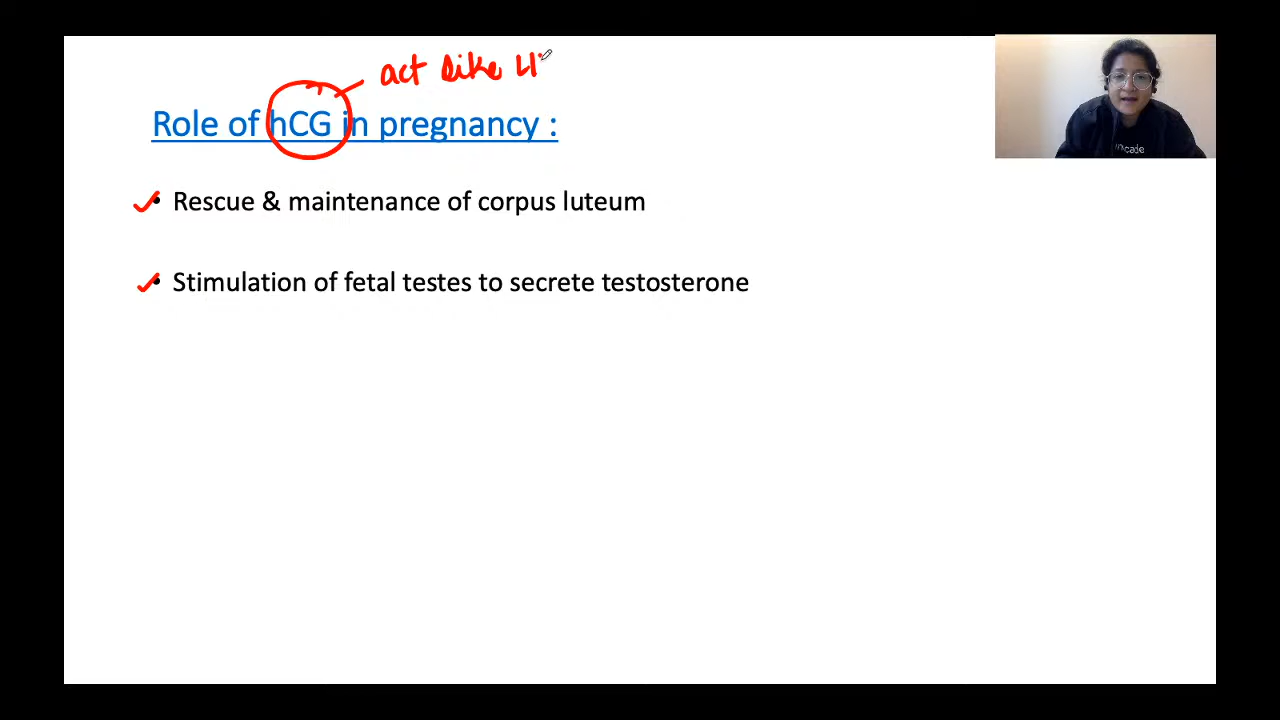 act like LH
Role of hCG in pregnancy :
• Rescue & maintenance of corpus luteum
• Stimulation of fetal testes to secrete testosterone